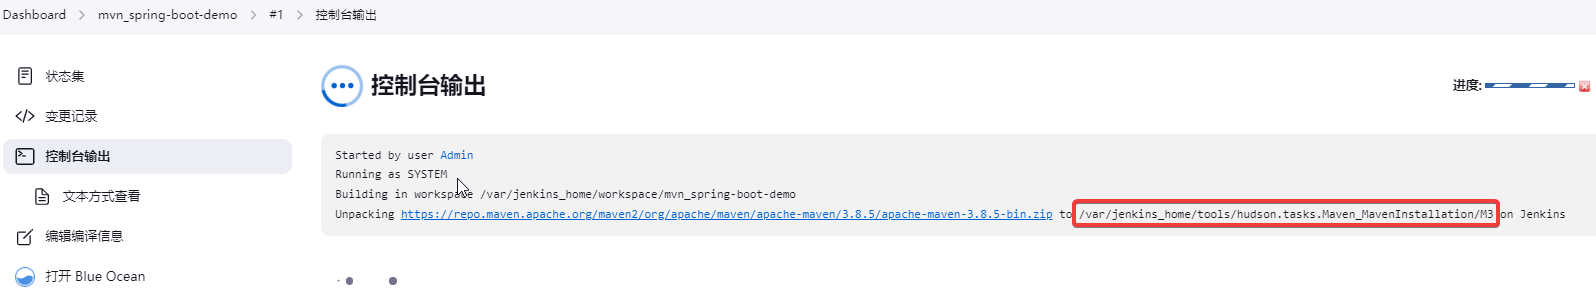 Dashboard > mvn_spring-boot-demo > #1 > 控制台输出
状态集
变更记录
控制台输出
文本方式查看
编辑编译信息
打开 Blue Ocean
控制台输出
进度:
Started by user Admin
Running as SYSTEM
Building in workspace /var/jenkins_home/workspace/mvn_spring-boot-demo
Unpacking https://repo.maven.apache.org/maven2/org/apache/maven/apache-maven/3.8.5/apache-maven-3.8.5-bin.zip to /var/jenkins_home/tools/hudson.tasks.Maven_MavenInstallation/M3 on Jenkins